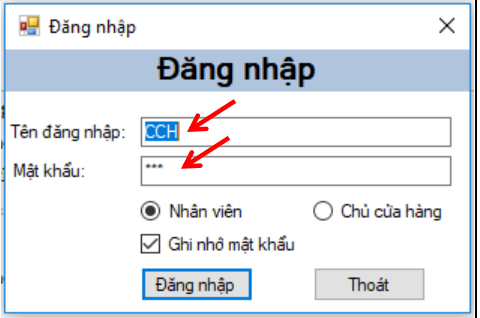 Đăng nhập
Đăng nhập
Tên đăng nhập: CCH
Mật khẩu: ***
Nhân viên Chủ cửa hàng
Ghi nhớ mật khẩu
Đăng nhập Thoát